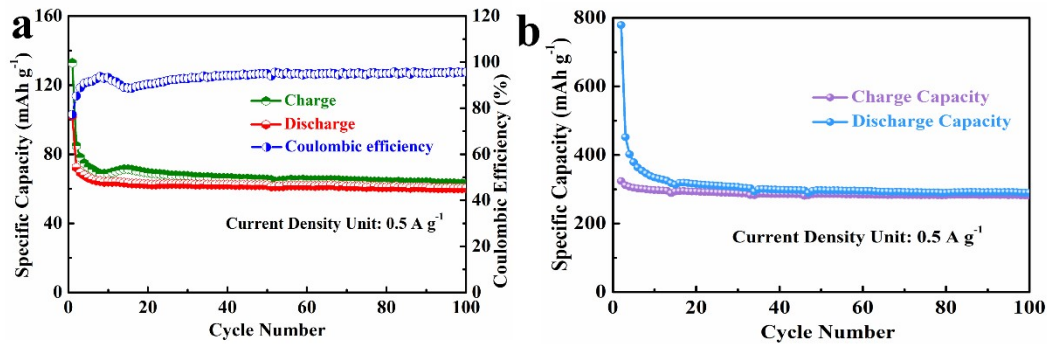 a
160
120
80
40
0
Specific Capacity (mAh g⁻¹)
120
100
80
60
40
20
0
Coulombic Efficiency (%)
Charge
Discharge
Coulombic efficiency
Current Density Unit: 0.5 A g⁻¹
0 20 40 60 80 100
Cycle Number
b
800
600
400
200
0
Specific Capacity (mAh g⁻¹)
Charge Capacity
Discharge Capacity
Current Density Unit: 0.5 A g⁻¹
0 20 40 60 80 100
Cycle Number